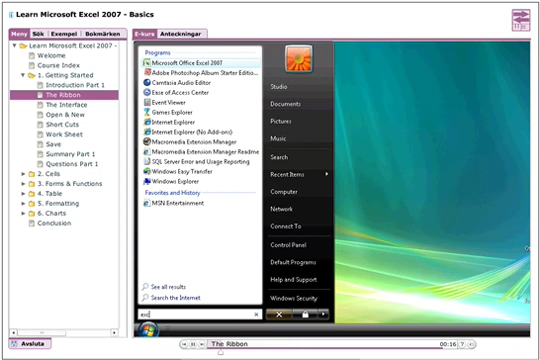 Learn Microsoft Excel 2007 - Basics
Meny Sök Exempel Bokmärken
E-kurs Anteckningar
Learn Microsoft Excel 2007 -
Welcome
Course Index
1. Getting Started
Introduction Part 1
The Ribbon
The Interface
Open & New
Short Cuts
Work Sheet
Save
Summary Part 1
Questions Part 1
2. Cells
3. Forms & Functions
4. Table
5. Formatting
6. Charts
Conclusion
Avsluta
Programs
Microsoft Office Excel 2007
Adobe Photoshop Album Starter Editio...
Camtasia Audio Editor
Ease of Access Center
Event Viewer
Games Explorer
Internet Explorer
Internet Explorer (No Add-ons)
Macromedia Extension Manager
Macromedia Extension Manager Readme
SQL Server Error and Usage Reporting
Windows Easy Transfer
Windows Explorer
Favorites and History
MSN Entertainment
See all results
Search the Internet
exc
Studio
Documents
Pictures
Music
Search
Recent Items
Computer
Network
Connect To
Control Panel
Default Programs
Help and Support
Windows Security
The Ribbon
00:16